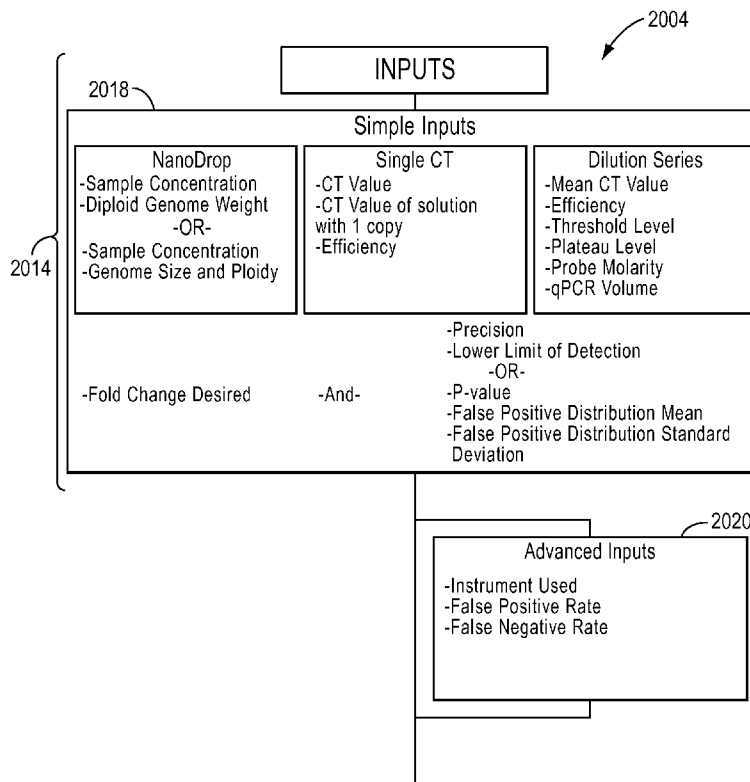 2004
INPUTS
2018
Simple Inputs
NanoDrop
-Sample Concentration
-Diploid Genome Weight
-OR-
-Sample Concentration
-Genome Size and Ploidy
Single CT
-CT Value
-CT Value of solution
with 1 copy
-Efficiency
Dilution Series
-Mean CT Value
-Efficiency
-Threshold Level
-Plateau Level
-Probe Molarity
-qPCR Volume
2014
-Fold Change Desired
-And-
-Precision
-Lower Limit of Detection
-OR-
-P-value
-False Positive Distribution Mean
-False Positive Distribution Standard
Deviation
2020
Advanced Inputs
-Instrument Used
-False Positive Rate
-False Negative Rate